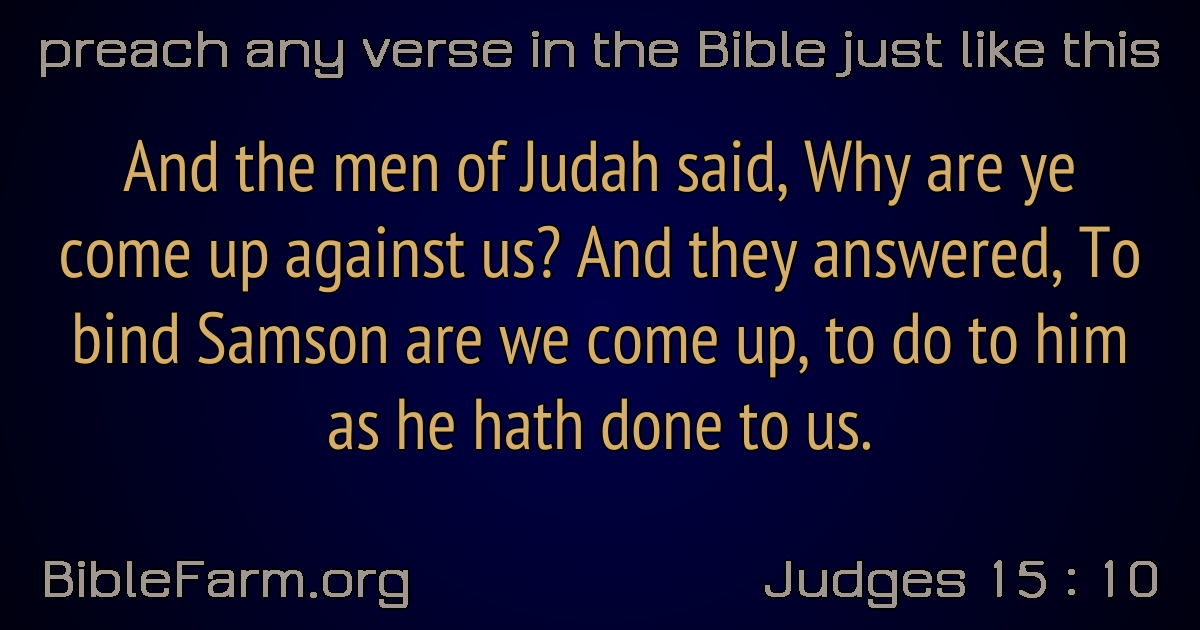 preach any verse in the Bible just like this
And the men of Judah said, Why are ye
come up against us? And they answered, To
bind Samson are we come up, to do to him
as he hath done to us.
BibleFarm.org
Judges 15 : 10